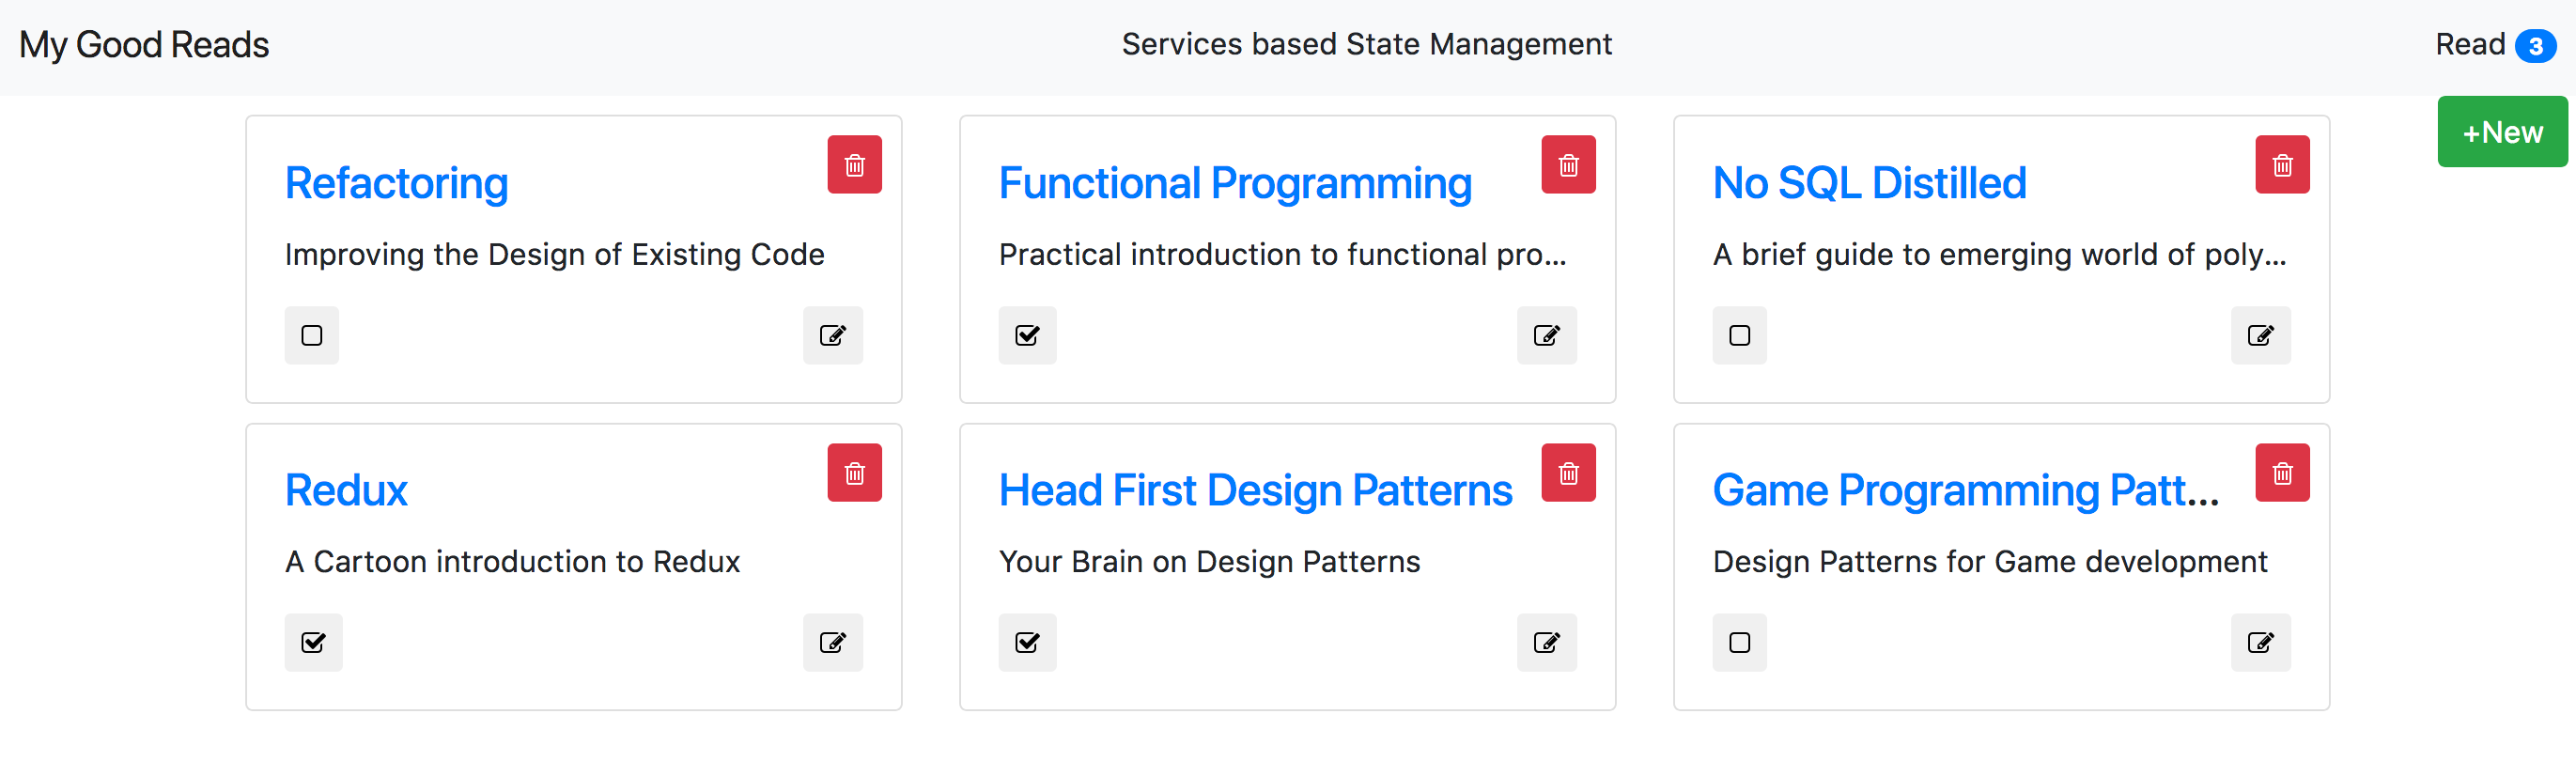 My Good Reads
Services based State Management
Read 3
+New
Refactoring
Improving the Design of Existing Code
Functional Programming
Practical introduction to functional pro...
No SQL Distilled
A brief guide to emerging world of poly...
Redux
A Cartoon introduction to Redux
Head First Design Patterns
Your Brain on Design Patterns
Game Programming Patt...
Design Patterns for Game development